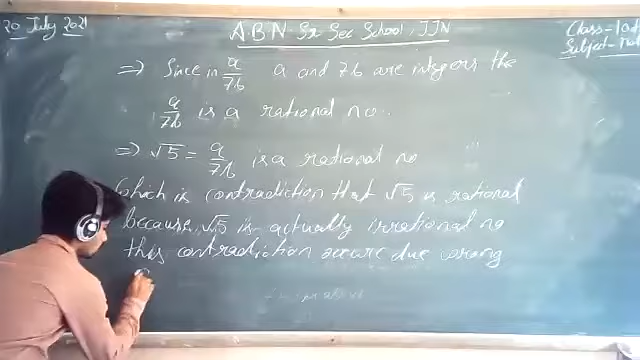 20 July 2021
A B N Sr Sec School, JJN
Class-10th
Subject-
⇒ Since in a/7b a and 7b are integers the
a/7b is a rational no.
⇒ √5 = a/7b is a rational no
Which is contradiction that √5 is rational
because √5 is actually irrational no
this contradiction occure due wrong